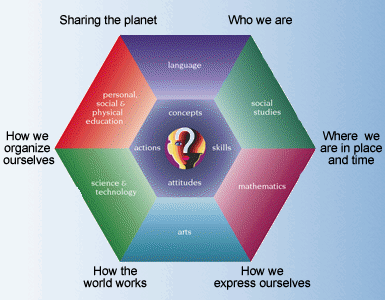 Sharing the planet
Who we are
language
personal,
social &
physical
education
social
studies
concepts
How we
organize
ourselves
actions
?
skills
Where we
are in place
and time
science &
technology
attitudes
mathematics
arts
How the
world works
How we
express ourselves